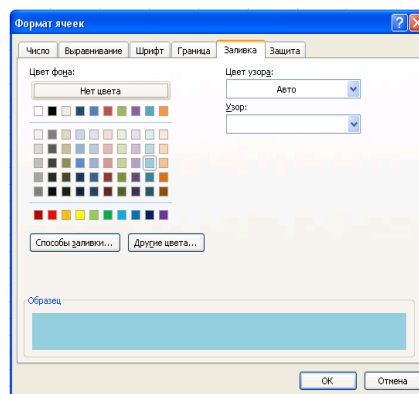 Формат ячеек
Число Выравнивание Шрифт Граница Заливка Защита
Цвет фона: Цвет узора:
Нет цвета Авто
Узор:
Способы заливки... Другие цвета...
Образец
ОК Отмена